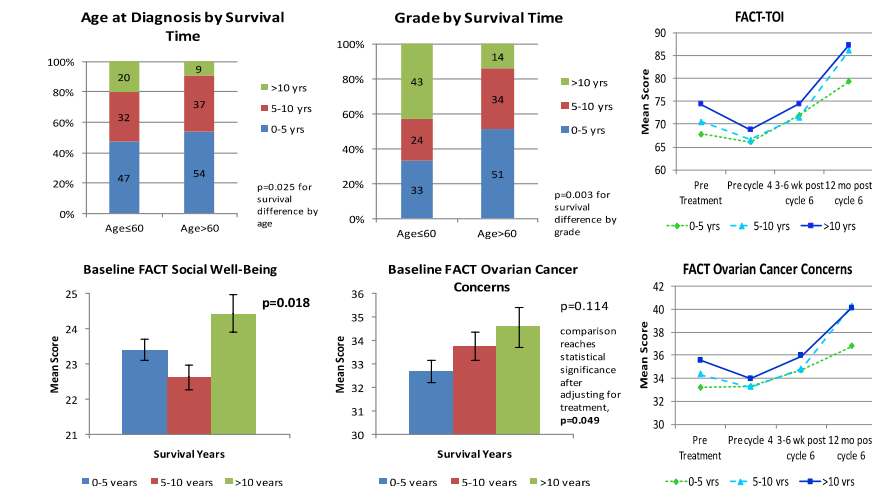 Age at Diagnosis by Survival
Time
100%
80%
60%
40%
20%
0%
20
32
47
9
37
54
Age≤60
Age>60
>10 yrs
5-10 yrs
0-5 yrs
p=0.025 for
survival
difference by
age
Grade by Survival Time
100%
80%
60%
40%
20%
0%
43
24
33
14
34
51
Age≤60
Age>60
>10 yrs
5-10 yrs
0-5 yrs
p=0.003 for
survival
difference by
grade
FACT-TOI
Mean Score
90
85
80
75
70
65
60
Pre
Treatment
Pre cycle 4
3-6 wk post
cycle 6
12 mo post
cycle 6
0-5 yrs
5-10 yrs
>10 yrs
Baseline FACT Social Well-Being
Mean Score
25
24
23
22
21
p=0.018
Survival Years
0-5 years
5-10 years
>10 years
Baseline FACT Ovarian Cancer
Concerns
Mean Score
36
35
34
33
32
31
30
p=0.114
comparison
reaches
statistical
significance
after
adjusting for
treatment,
p=0.049
Survival Years
0-5 years
5-10 years
>10 years
FACT Ovarian Cancer Concerns
Mean Score
42
40
38
36
34
32
30
Pre
Treatment
Pre cycle 4
3-6 wk post
cycle 6
12 mo pos
cycle 6
0-5 yrs
5-10 yrs
>10 yrs